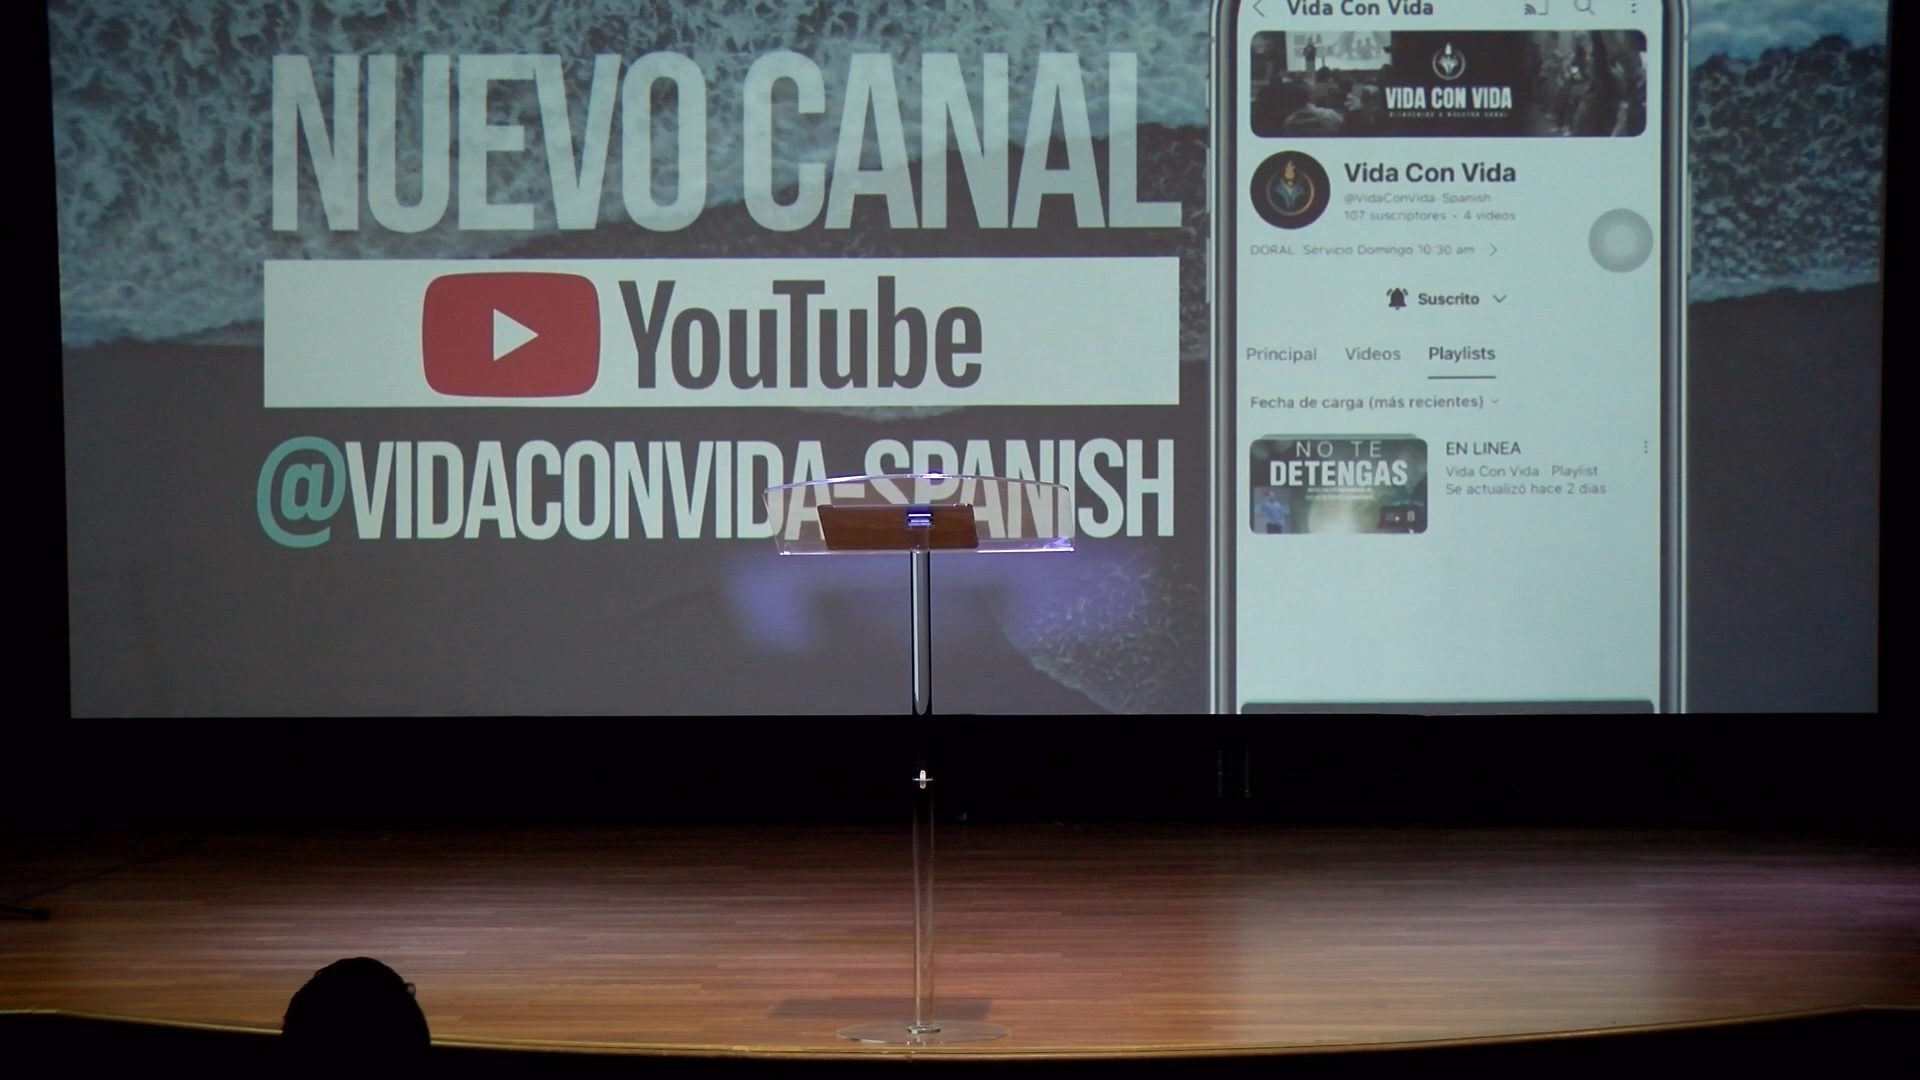 NUEVO CANAL
YouTube
@VIDACONVIDA-SPANISH
Vida Con Vida
VIDA CON VIDA
Vida Con Vida
@VidaConVida-Spanish
107 suscriptores · 4 videos
DORAL Servicio Domingo 10:30 am
Suscrito
Principal Videos Playlists
Fecha de carga (más recientes)
NO TE
DETENGAS
8
EN LINEA
Vida Con Vida · Playlist
Se actualizó hace 2 dias